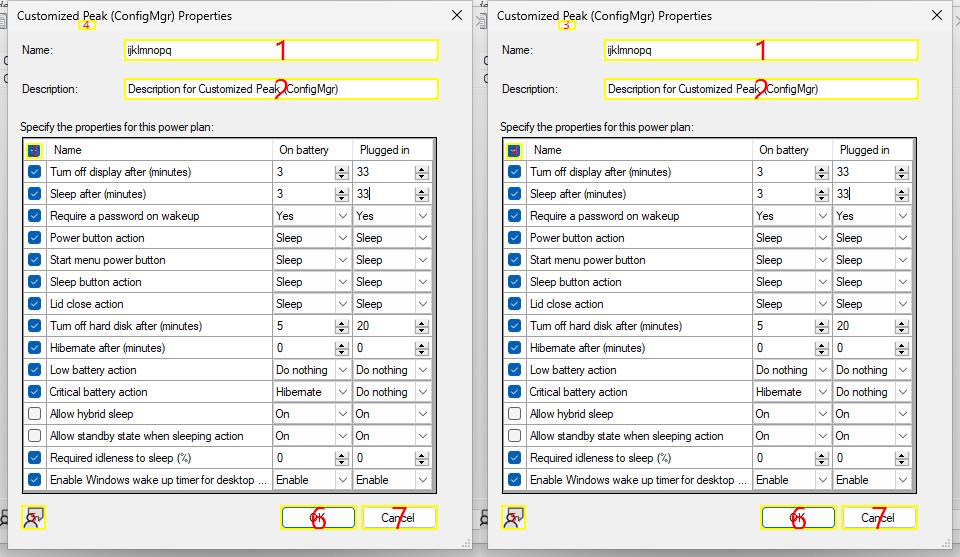 Customized Peak (ConfigMgr) Properties
4
Name:
ijklmnopq
1
Description:
Description for Customized Peak (ConfigMgr)
2
Specify the properties for this power plan:
Name On battery Plugged in
Turn off display after (minutes) 3 33
Sleep after (minutes) 3 33
Require a password on wakeup Yes Yes
Power button action Sleep Sleep
Start menu power button Sleep Sleep
Sleep button action Sleep Sleep
Lid close action Sleep Sleep
Turn off hard disk after (minutes) 5 20
Hibernate after (minutes) 0 0
Low battery action Do nothing Do nothing
Critical battery action Hibernate Do nothing
Allow hybrid sleep On On
Allow standby state when sleeping action On On
Required idleness to sleep (%) 0 0
Enable Windows wake up timer for desktop ... Enable Enable
OK
6
Cancel
7
Customized Peak (ConfigMgr) Properties
3
Name:
ijklmnopq
1
Description:
Description for Customized Peak (ConfigMgr)
2
Specify the properties for this power plan:
Name On battery Plugged in
Turn off display after (minutes) 3 33
Sleep after (minutes) 3 33
Require a password on wakeup Yes Yes
Power button action Sleep Sleep
Start menu power button Sleep Sleep
Sleep button action Sleep Sleep
Lid close action Sleep Sleep
Turn off hard disk after (minutes) 5 20
Hibernate after (minutes) 0 0
Low battery action Do nothing Do nothing
Critical battery action Hibernate Do nothing
Allow hybrid sleep On On
Allow standby state when sleeping action On On
Required idleness to sleep (%) 0 0
Enable Windows wake up timer for desktop ... Enable Enable
OK
6
Cancel
7